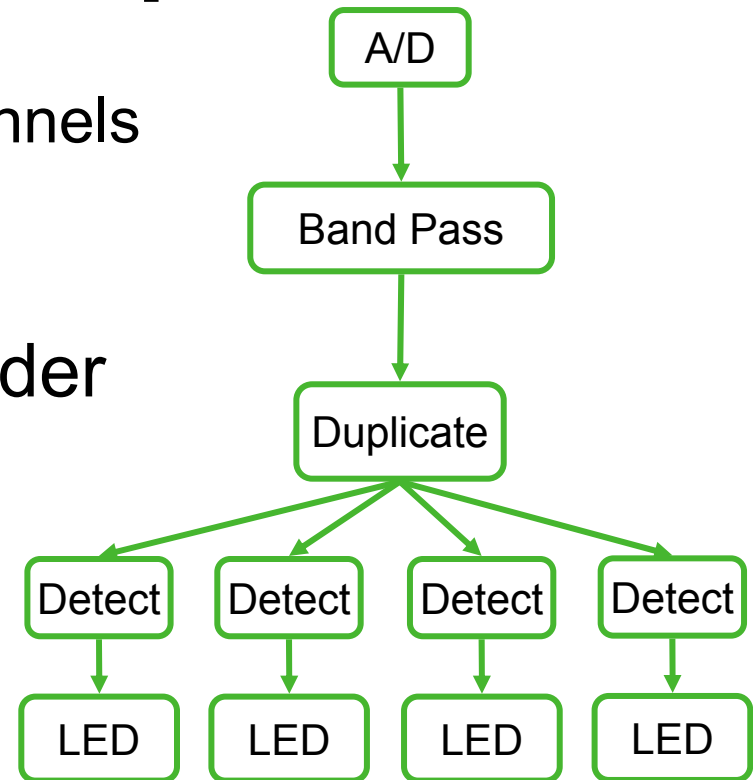 A/D
nnels
Band Pass
der
Duplicate
Detect Detect Detect Detect
LED LED LED LED